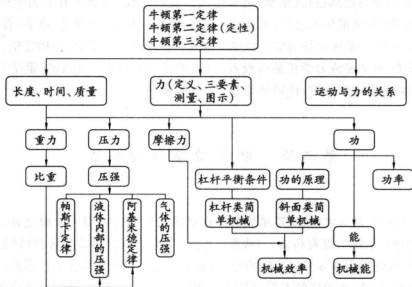 牛顿第一定律
牛顿第二定律(定性)
牛顿第三定律
长度、时间、质量
力(定义、三要素、
测量、图示)
运动与力的关系
重力
压力
摩擦力
功
比重
压强
杠杆平衡条件
功的原理
功率
帕斯卡定律
液体内部的压强
阿基米德定律
气体的压强
杠杆类简
单机械
斜面类简
单机械
能
机械效率
机械能